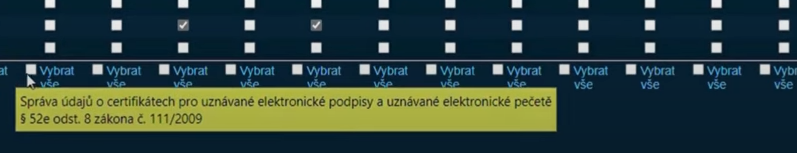 at Vybrat Vybrat Vybrat Vybrat Vybrat Vybrat Vybrat Vybrat Vybrat Vybrat Vybrat
vše vše vše vše vše vše vše vše vše vše vše
Správa údajů o certifikátech pro uznávané elektronické podpisy a uznávané elektronické pečetě
§ 52e odst. 8 zákona č. 111/2009